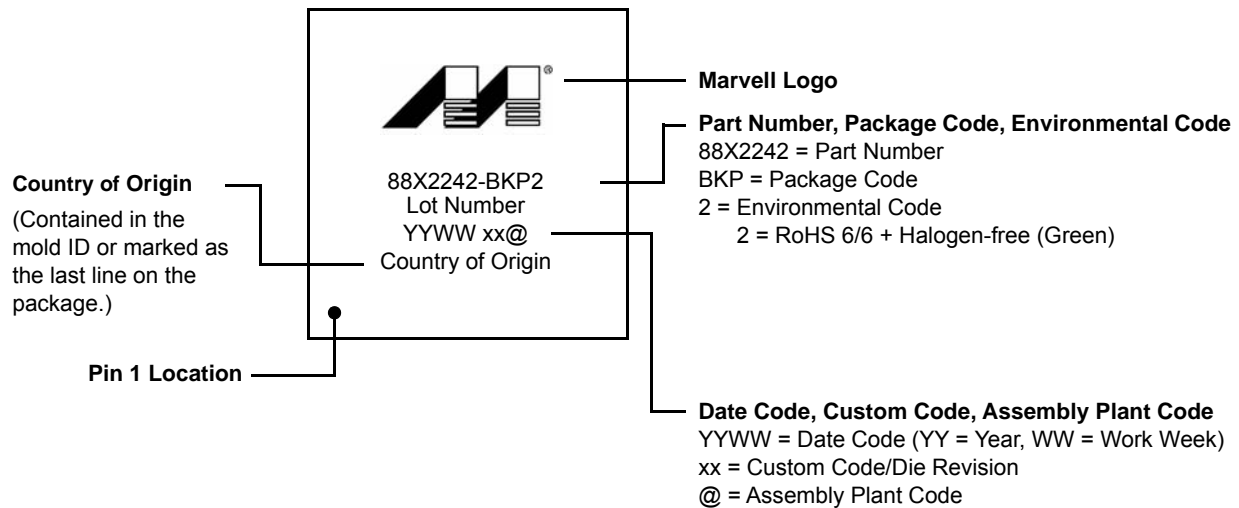 Marvell Logo
Part Number, Package Code, Environmental Code
88X2242 = Part Number
BKP = Package Code
2 = Environmental Code
2 = RoHS 6/6 + Halogen-free (Green)
®
88X2242-BKP2
Lot Number
YYWW xx@
Country of Origin
Country of Origin
(Contained in the
mold ID or marked as
the last line on the
package.)
Pin 1 Location
Date Code, Custom Code, Assembly Plant Code
YYWW = Date Code (YY = Year, WW = Work Week)
xx = Custom Code/Die Revision
@ = Assembly Plant Code